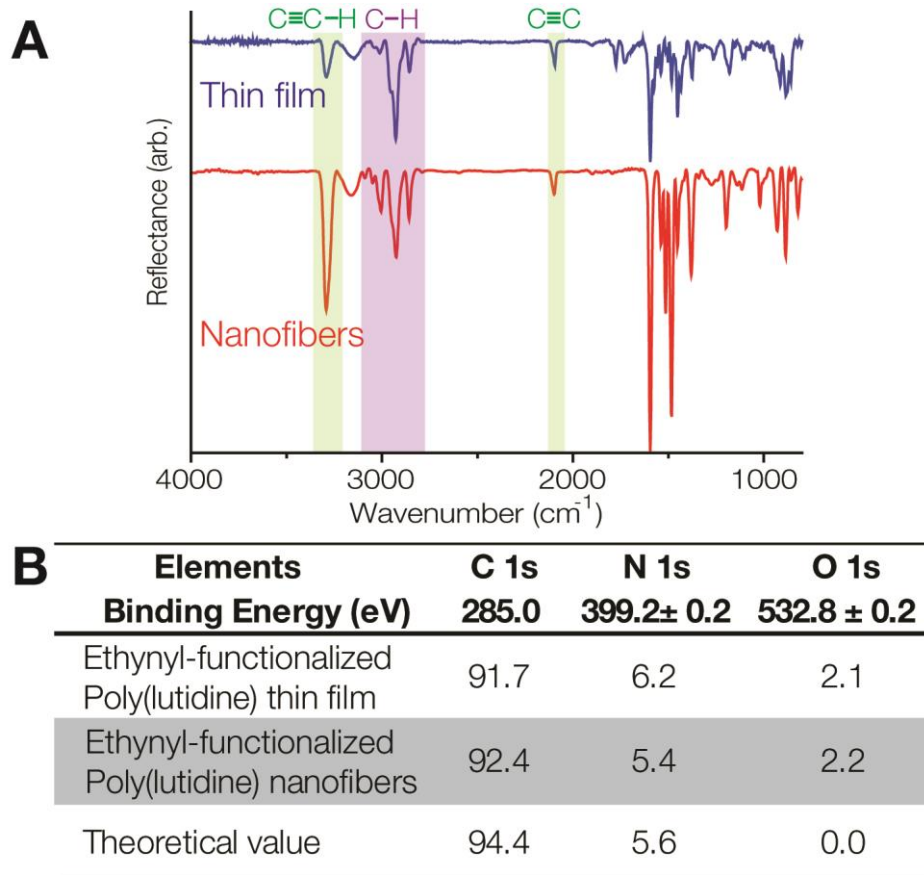 A
C≡C–H C–H C≡C
Thin film
Nanofibers
Reflectance (arb.)
4000 3000 2000 1000
Wavenumber (cm⁻¹)
B
Elements C 1s N 1s O 1s
Binding Energy (eV) 285.0 399.2± 0.2 532.8 ± 0.2
Ethynyl-functionalized
Poly(lutidine) thin film 91.7 6.2 2.1
Ethynyl-functionalized
Poly(lutidine) nanofibers 92.4 5.4 2.2
Theoretical value 94.4 5.6 0.0